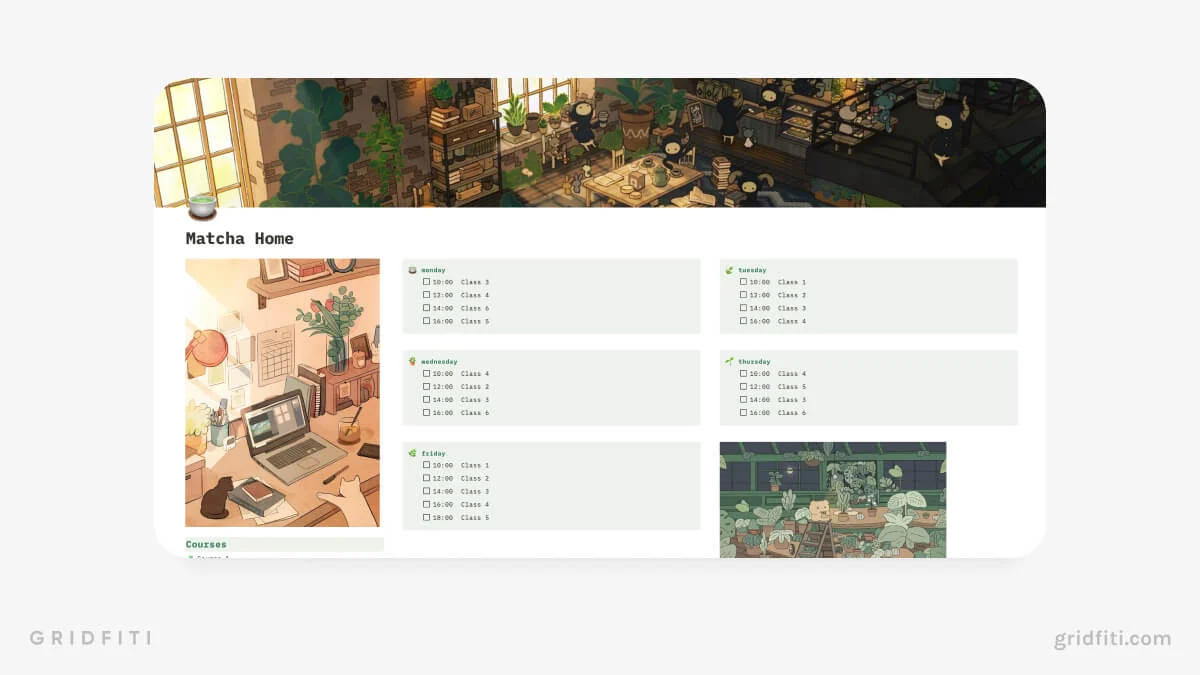 Matcha Home
monday
10:00 Class 3
12:00 Class 4
14:00 Class 6
16:00 Class 5
tuesday
10:00 Class 1
12:00 Class 2
14:00 Class 3
16:00 Class 4
wednesday
10:00 Class 4
12:00 Class 2
14:00 Class 3
16:00 Class 6
thursday
10:00 Class 4
12:00 Class 5
14:00 Class 3
16:00 Class 6
friday
10:00 Class 1
12:00 Class 2
14:00 Class 3
16:00 Class 4
18:00 Class 5
Courses
GRIDFITI
gridfiti.com